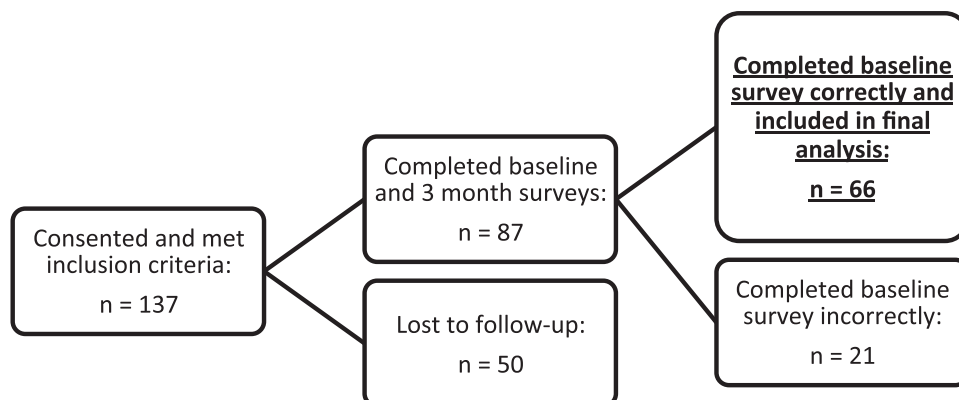 Consented and met
inclusion criteria:
n = 137
Completed baseline
and 3 month surveys:
n = 87
Lost to follow-up:
n = 50
Completed baseline
survey correctly and
included in final
analysis:
n = 66
Completed baseline
survey incorrectly:
n = 21